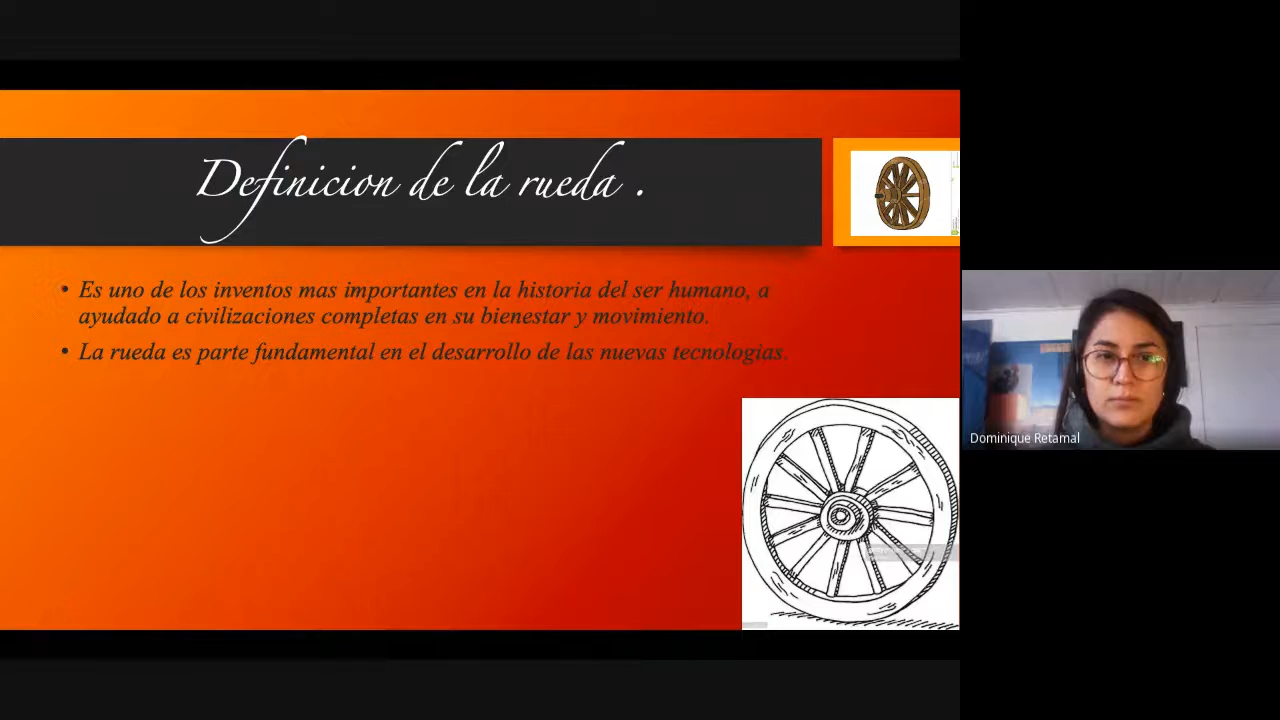 Definicion de la rueda .
• Es uno de los inventos mas importantes en la historia del ser humano, a
ayudado a civilizaciones completas en su bienestar y movimiento.
• La rueda es parte fundamental en el desarrollo de las nuevas tecnologias.
Dominique Retamal